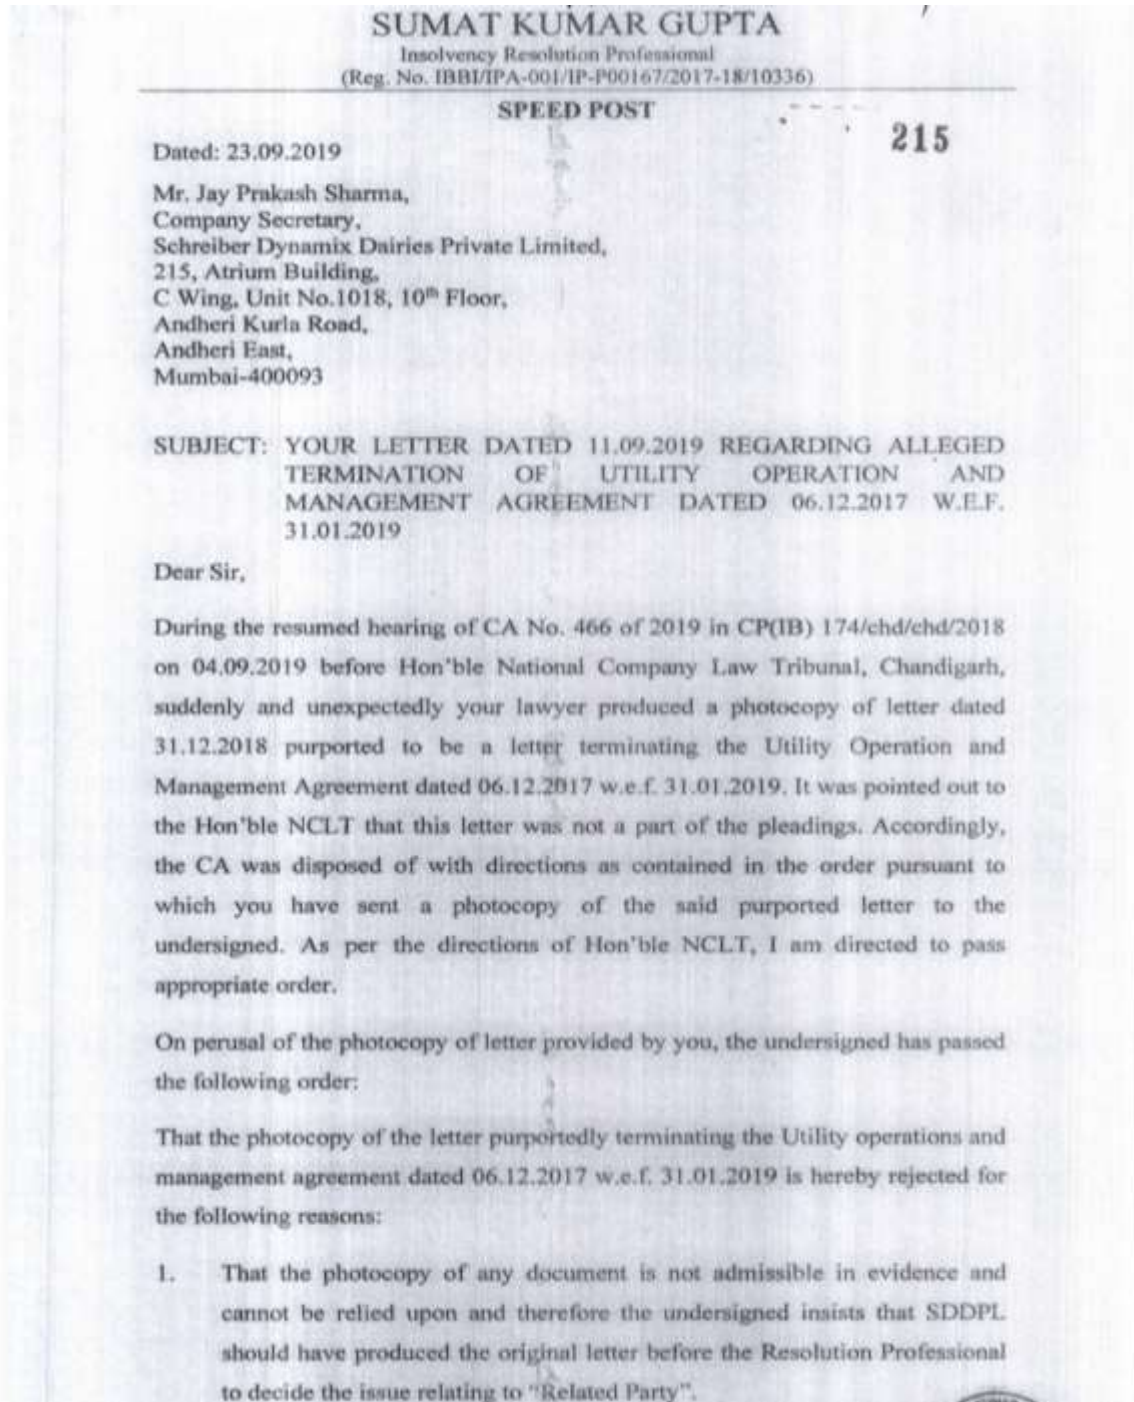 SUMAT KUMAR GUPTA
Insolvency Resolution Professional
(Reg. No. IBBI/IPA-001/IP-P00167/2017-18/10336)
SPEED POST
215
Dated: 23.09.2019
Mr. Jay Prakash Sharma,
Company Secretary,
Schreiber Dynamix Dairies Private Limited,
215, Atrium Building,
C Wing, Unit No.1018, 10th Floor,
Andheri Kurla Road,
Andheri East,
Mumbai-400093
SUBJECT: YOUR LETTER DATED 11.09.2019 REGARDING ALLEGED
TERMINATION OF UTILITY OPERATION AND
MANAGEMENT AGREEMENT DATED 06.12.2017 W.E.F.
31.01.2019
Dear Sir,
During the resumed hearing of CA No. 466 of 2019 in CP(IB) 174/chd/chd/2018
on 04.09.2019 before Hon'ble National Company Law Tribunal, Chandigarh,
suddenly and unexpectedly your lawyer produced a photocopy of letter dated
31.12.2018 purported to be a letter terminating the Utility Operation and
Management Agreement dated 06.12.2017 w.e.f. 31.01.2019. It was pointed out to
the Hon'ble NCLT that this letter was not a part of the pleadings. Accordingly,
the CA was disposed of with directions as contained in the order pursuant to
which you have sent a photocopy of the said purported letter to the
undersigned. As per the directions of Hon'ble NCLT, I am directed to pass
appropriate order.
On perusal of the photocopy of letter provided by you, the undersigned has passed
the following order:
That the photocopy of the letter purportedly terminating the Utility operations and
management agreement dated 06.12.2017 w.e.f. 31.01.2019 is hereby rejected for
the following reasons:
1. That the photocopy of any document is not admissible in evidence and
cannot be relied upon and therefore the undersigned insists that SDDPL
should have produced the original letter before the Resolution Professional
to decide the issue relating to "Related Party".